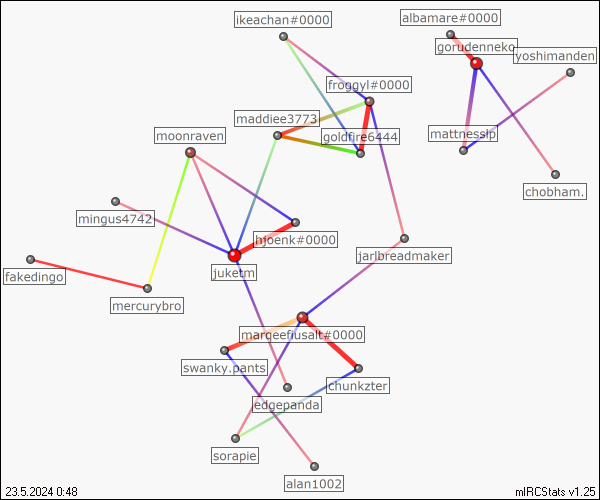 albamare#0000
ikeachan#0000
gorudenneko
yoshimanden
froggyl#0000
maddiee3773
goldfire6444
mattnesslp
moonraven
chobham.
mingus4742
hjoenk#0000
jarlbreadmaker
juketm
fakedingo
mercurybro
marqeefiusalt#0000
swanky.pants
chunkzter
edgepanda
sorapie
alan1002
23.5.2024 0:48
mIRCStats v1.25